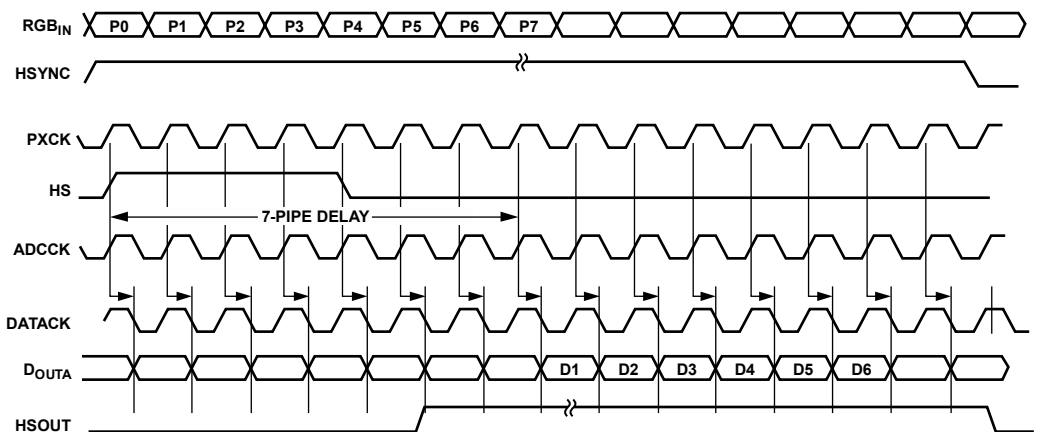 RGBIN P0 P1 P2 P3 P4 P5 P6 P7
HSYNC
PXCK
HS
7-PIPE DELAY
ADCCK
DATACK
DOUTA D1 D2 D3 D4 D5 D6
HSOUT